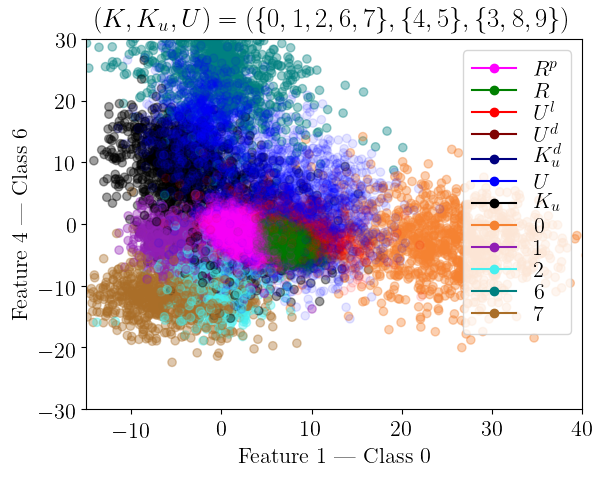 (K, K_u, U) = ({0, 1, 2, 6, 7}, {4, 5}, {3, 8, 9})
30
20
10
0
−10
−20
−30
Feature 4 — Class 6
R^p
R
U^l
U^d
K_u^d
U
K_u
0
1
2
6
7
−10
0
10
20
30
40
Feature 1 — Class 0